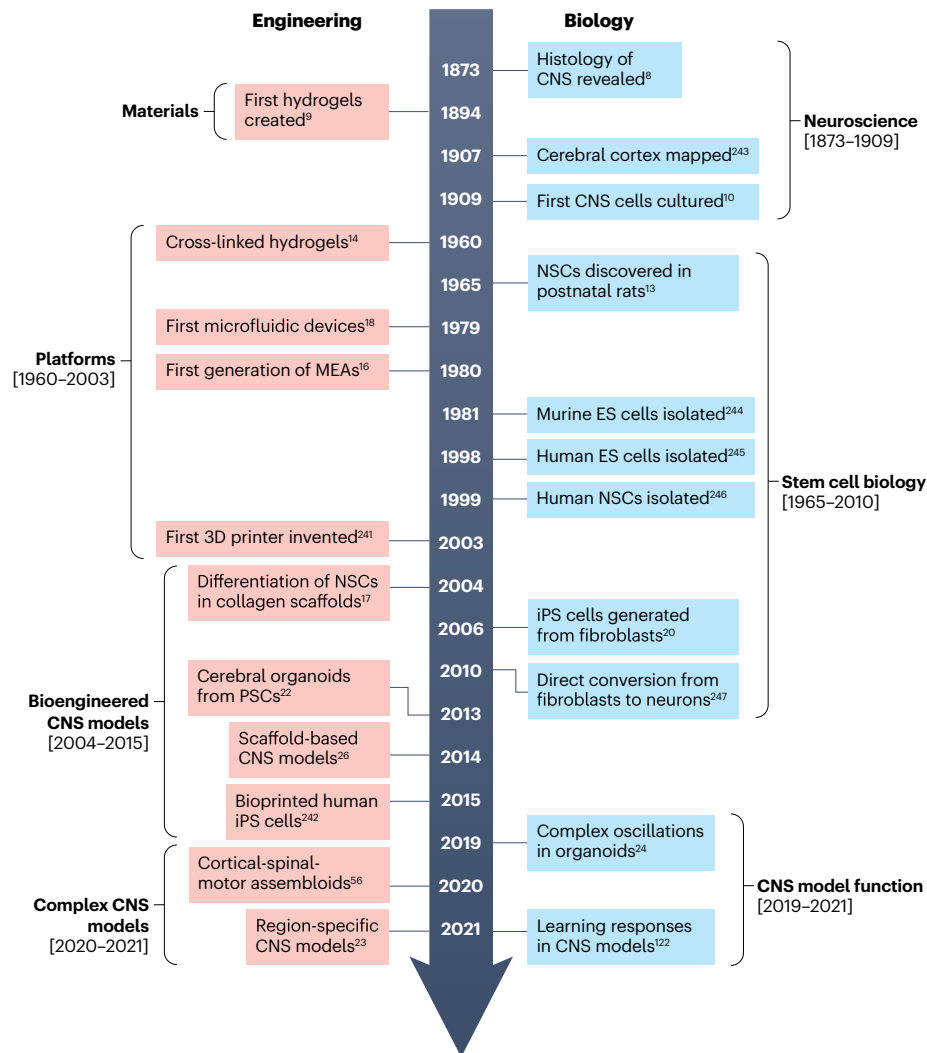 Engineering
Biology
1873
Histology of
CNS revealed8
Materials
First hydrogels
created9
1894
Neuroscience
[1873–1909]
1907
Cerebral cortex mapped243
1909
First CNS cells cultured10
Cross-linked hydrogels14
1960
1965
NSCs discovered in
postnatal rats13
First microfluidic devices18
1979
Platforms
[1960–2003]
First generation of MEAs16
1980
1981
Murine ES cells isolated244
1998
Human ES cells isolated245
Stem cell biology
[1965–2010]
1999
Human NSCs isolated246
First 3D printer invented241
2003
Differentiation of NSCs
in collagen scaffolds17
2004
2006
iPS cells generated
from fibroblasts20
2010
Direct conversion from
fibroblasts to neurons247
Bioengineered
CNS models
[2004–2015]
Cerebral organoids
from PSCs22
2013
Scaffold-based
CNS models26
2014
Bioprinted human
iPS cells242
2015
2019
Complex oscillations
in organoids24
Cortical-spinal-
motor assembloids56
2020
CNS model function
[2019–2021]
Complex CNS
models
[2020–2021]
Region-specific
CNS models23
2021
Learning responses
in CNS models122